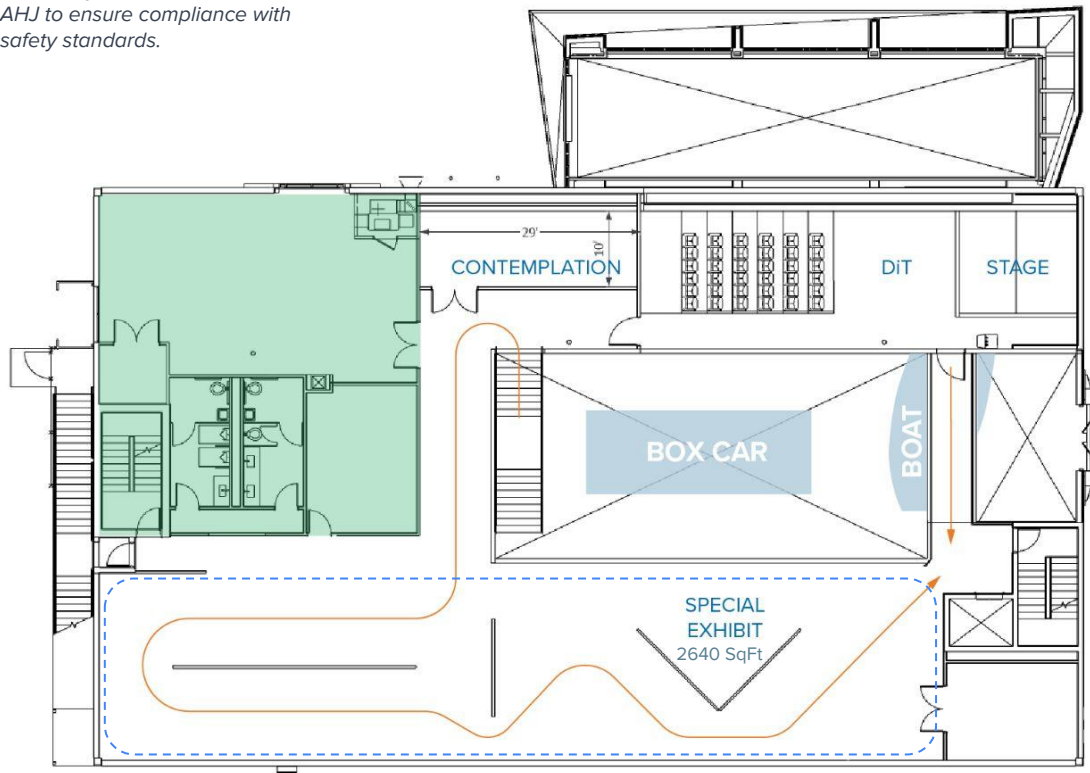 AHJ to ensure compliance with
safety standards.
29'
10'
CONTEMPLATION
DiT
STAGE
BOX CAR
BOAT
SPECIAL
EXHIBIT
2640 SqFt